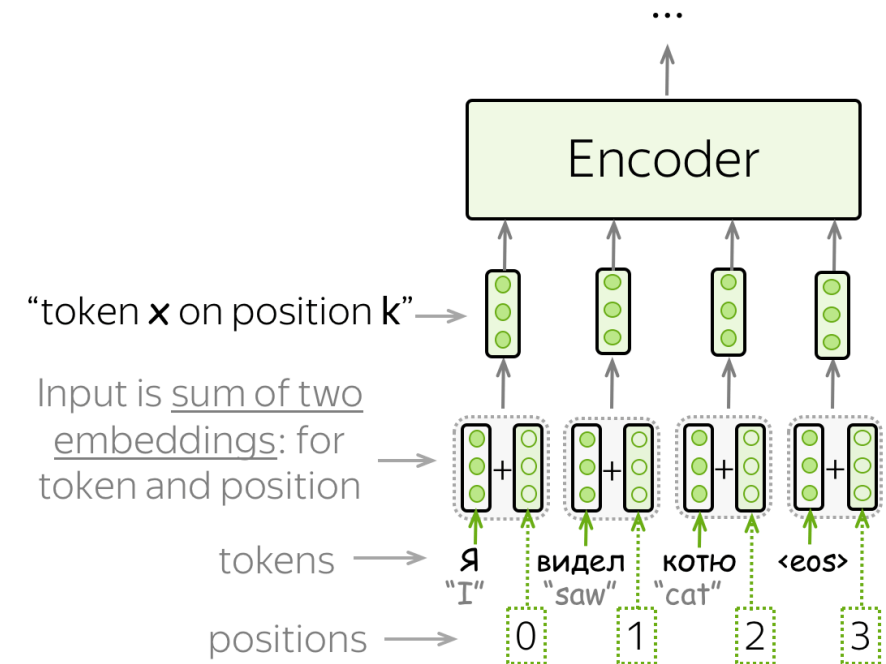 ...
Encoder
“token x on position k”
Input is sum of two
embeddings: for
token and position
+ + + +
tokens Я видел котю <eos>
“I” “saw” “cat”
positions 0 1 2 3